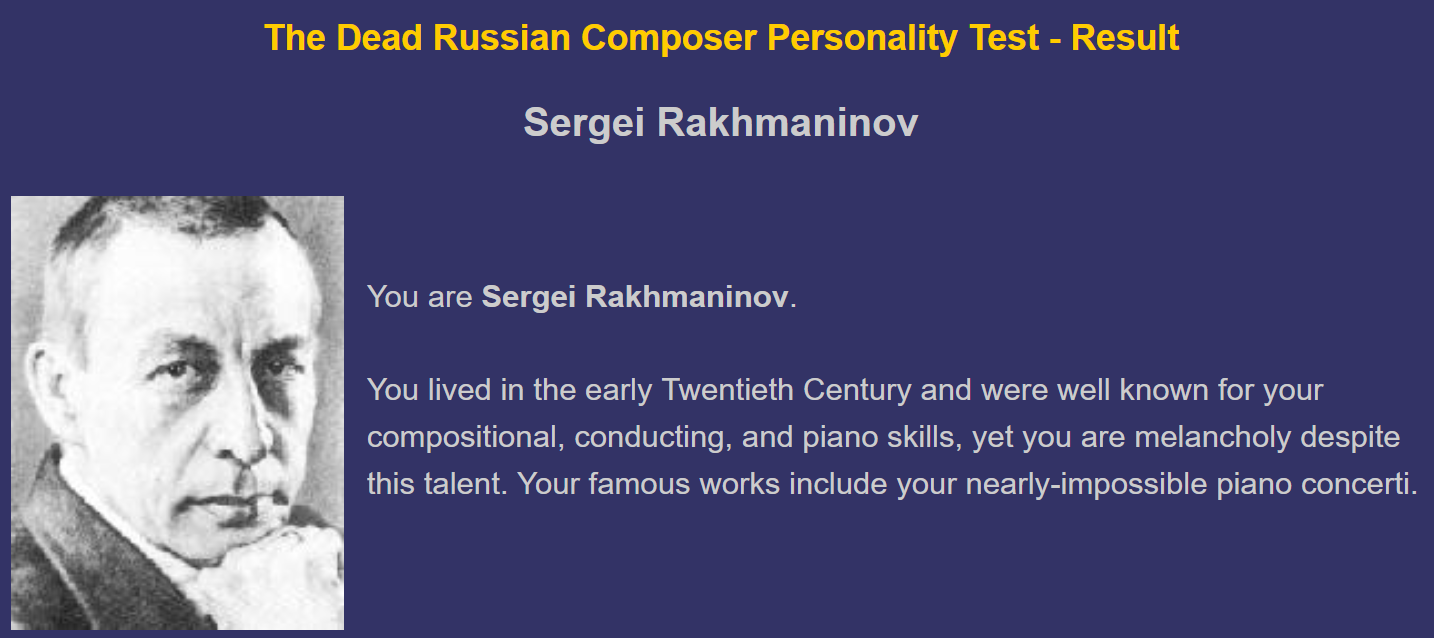 The Dead Russian Composer Personality Test - Result
Sergei Rakhmaninov
You are Sergei Rakhmaninov.
You lived in the early Twentieth Century and were well known for your
compositional, conducting, and piano skills, yet you are melancholy despite
this talent. Your famous works include your nearly-impossible piano concerti.